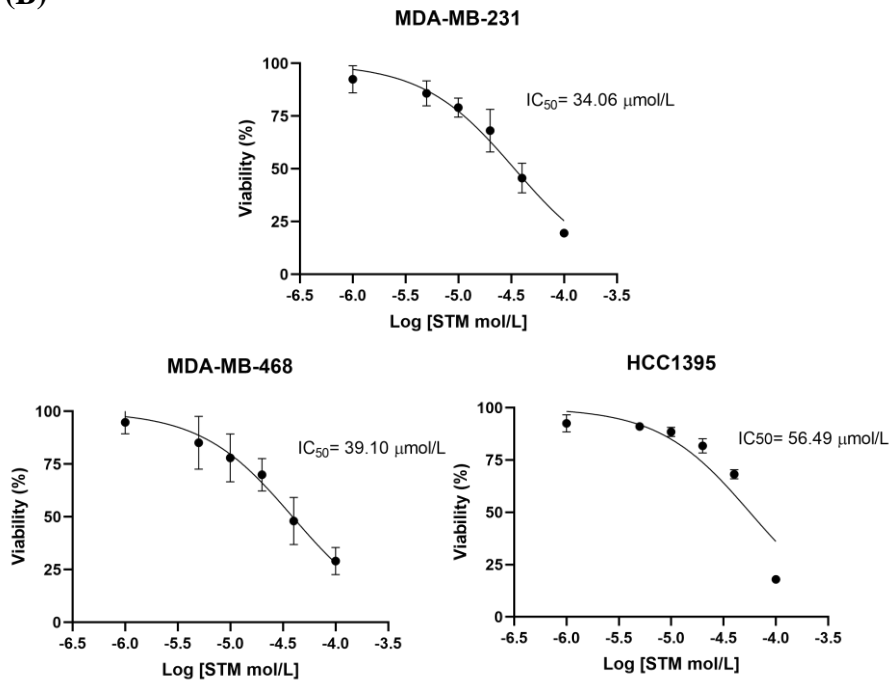 (B)
MDA-MB-231
100
75
50
25
0
Viability (%)
IC50= 34.06 μmol/L
-6.5 -6.0 -5.5 -5.0 -4.5 -4.0 -3.5
Log [STM mol/L]
MDA-MB-468
100
75
50
25
0
Viability (%)
IC50= 39.10 μmol/L
-6.5 -6.0 -5.5 -5.0 -4.5 -4.0 -3.5
Log [STM mol/L]
HCC1395
100
75
50
25
0
Viability (%)
IC50= 56.49 μmol/L
-6.5 -6.0 -5.5 -5.0 -4.5 -4.0 -3.5
Log [STM mol/L]